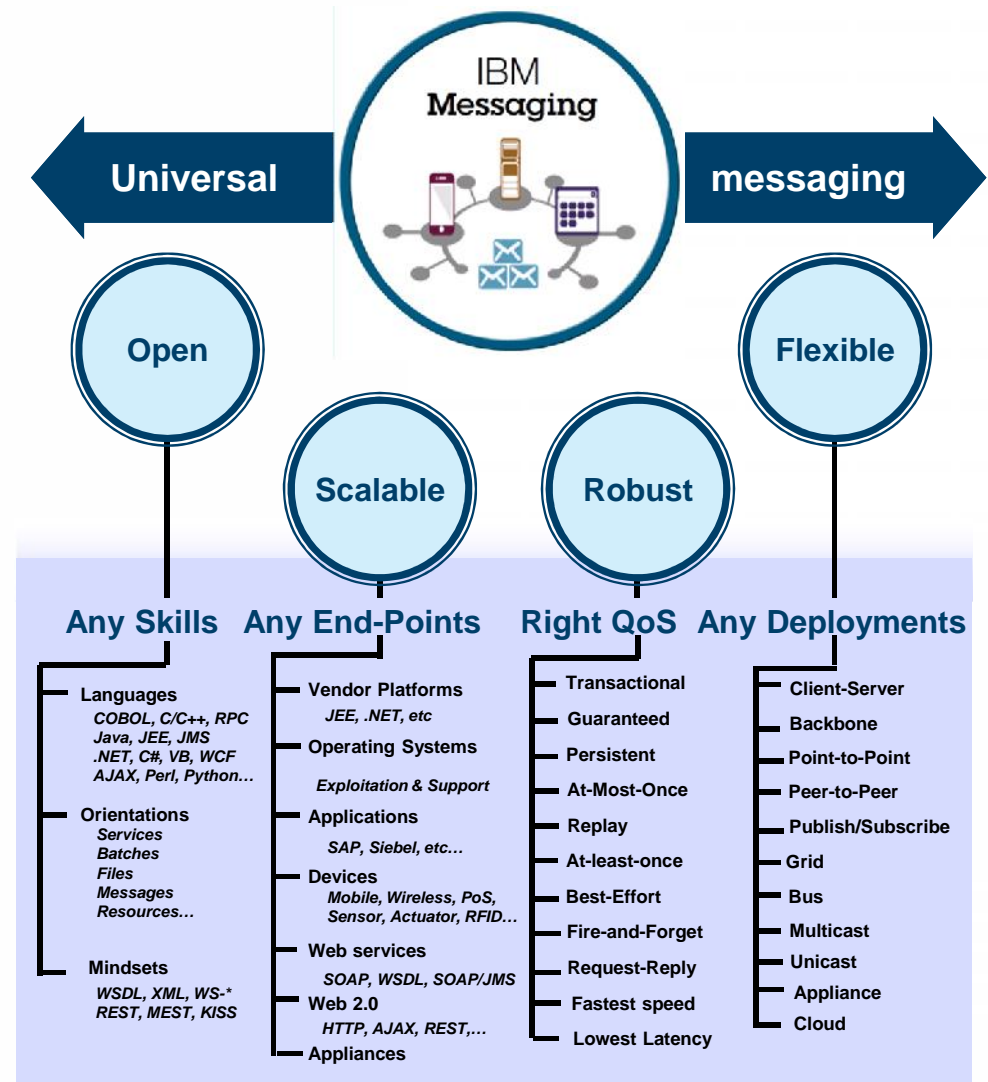 IBM
Messaging
Universal
messaging
Open
Flexible
Scalable
Robust
Any Skills
Languages
COBOL, C/C++, RPC
Java, JEE, JMS
.NET, C#, VB, WCF
AJAX, Perl, Python…
Orientations
Services
Batches
Files
Messages
Resources…
Mindsets
WSDL, XML, WS-*
REST, MEST, KISS
Any End-Points
Vendor Platforms
JEE, .NET, etc
Operating Systems
Exploitation & Support
Applications
SAP, Siebel, etc…
Devices
Mobile, Wireless, PoS,
Sensor, Actuator, RFID…
Web services
SOAP, WSDL, SOAP/JMS
Web 2.0
HTTP, AJAX, REST,…
Appliances
Right QoS
Transactional
Guaranteed
Persistent
At-Most-Once
Replay
At-least-once
Best-Effort
Fire-and-Forget
Request-Reply
Fastest speed
Lowest Latency
Any Deployments
Client-Server
Backbone
Point-to-Point
Peer-to-Peer
Publish/Subscribe
Grid
Bus
Multicast
Unicast
Appliance
Cloud